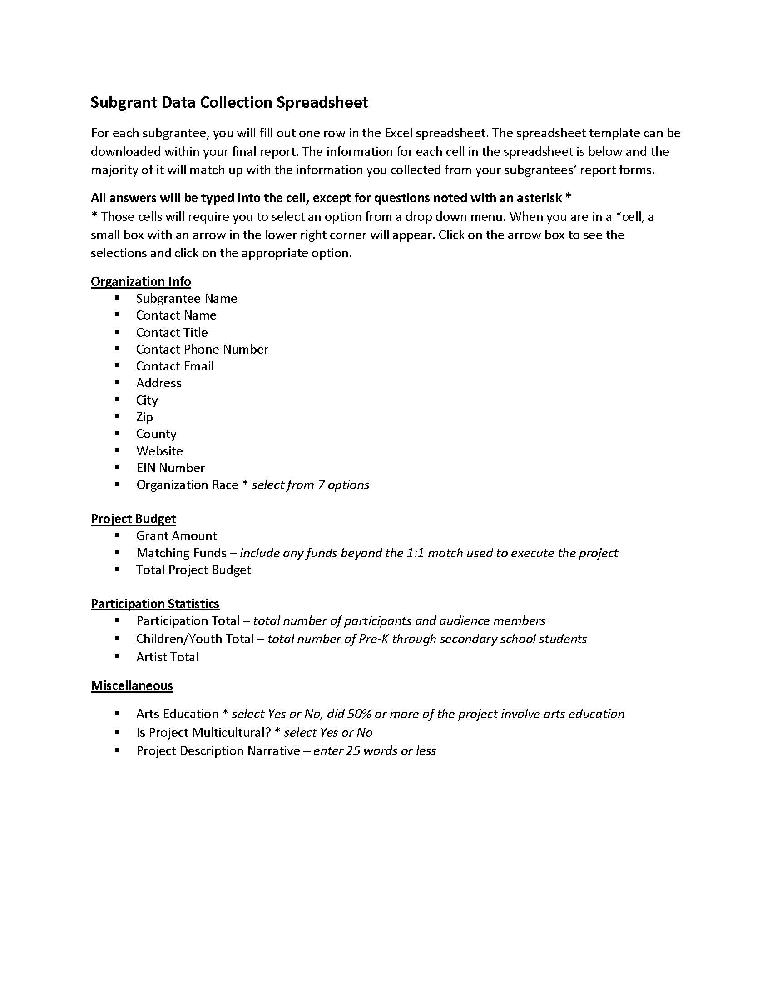 Subgrant Data Collection Spreadsheet
For each subgrantee, you will fill out one row in the Excel spreadsheet. The spreadsheet template can be
downloaded within your final report. The information for each cell in the spreadsheet is below and the
majority of it will match up with the information you collected from your subgrantees’ report forms.
All answers will be typed into the cell, except for questions noted with an asterisk *
* Those cells will require you to select an option from a drop down menu. When you are in a *cell, a
small box with an arrow in the lower right corner will appear. Click on the arrow box to see the
selections and click on the appropriate option.
Organization Info
▪ Subgrantee Name
▪ Contact Name
▪ Contact Title
▪ Contact Phone Number
▪ Contact Email
▪ Address
▪ City
▪ Zip
▪ County
▪ Website
▪ EIN Number
▪ Organization Race * select from 7 options
Project Budget
▪ Grant Amount
▪ Matching Funds – include any funds beyond the 1:1 match used to execute the project
▪ Total Project Budget
Participation Statistics
▪ Participation Total – total number of participants and audience members
▪ Children/Youth Total – total number of Pre-K through secondary school students
▪ Artist Total
Miscellaneous
▪ Arts Education * select Yes or No, did 50% or more of the project involve arts education
▪ Is Project Multicultural? * select Yes or No
▪ Project Description Narrative – enter 25 words or less